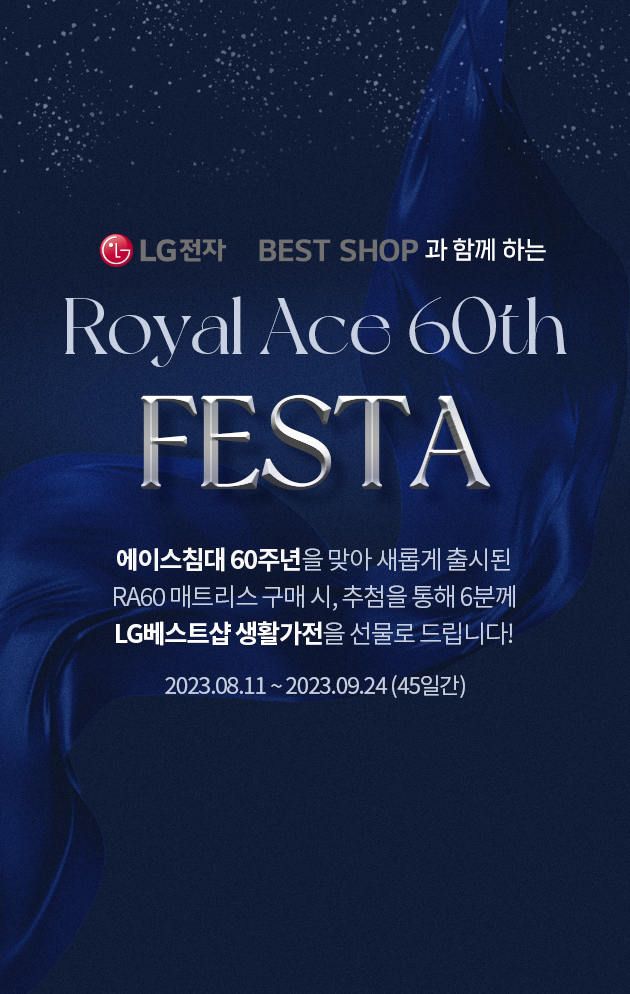 LG전자 BEST SHOP 과 함께 하는
Royal Ace 60th
FESTA
에이스침대 60주년을 맞아 새롭게 출시된
RA60 매트리스 구매 시, 추첨을 통해 6분께
LG베스트샵 생활가전을 선물로 드립니다!
2023.08.11 ~ 2023.09.24 (45일간)